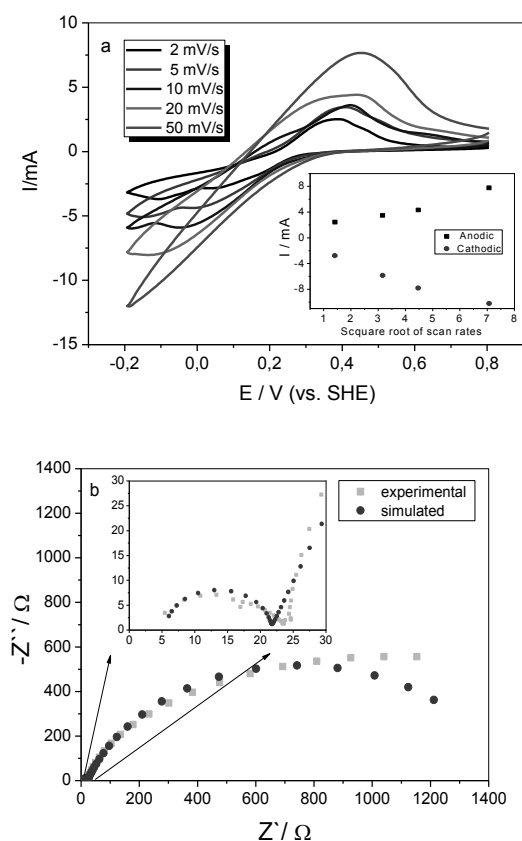 a
2 mV/s
5 mV/s
10 mV/s
20 mV/s
50 mV/s
I/mA
10
5
0
-5
-10
-15
I / mA
8
4
0
-4
-8
Anodic
Cathodic
1 2 3 4 5 6 7 8
Scquare root of scan rates
-0,2 0,0 0,2 0,4 0,6 0,8
E / V (vs. SHE)
b
experimental
simulated
-Z``/ Ω
1400
1200
1000
800
600
400
200
0
30
25
20
15
10
5
0
0 5 10 15 20 25 30
0 200 400 600 800 1000 1200 1400
Z`/ Ω